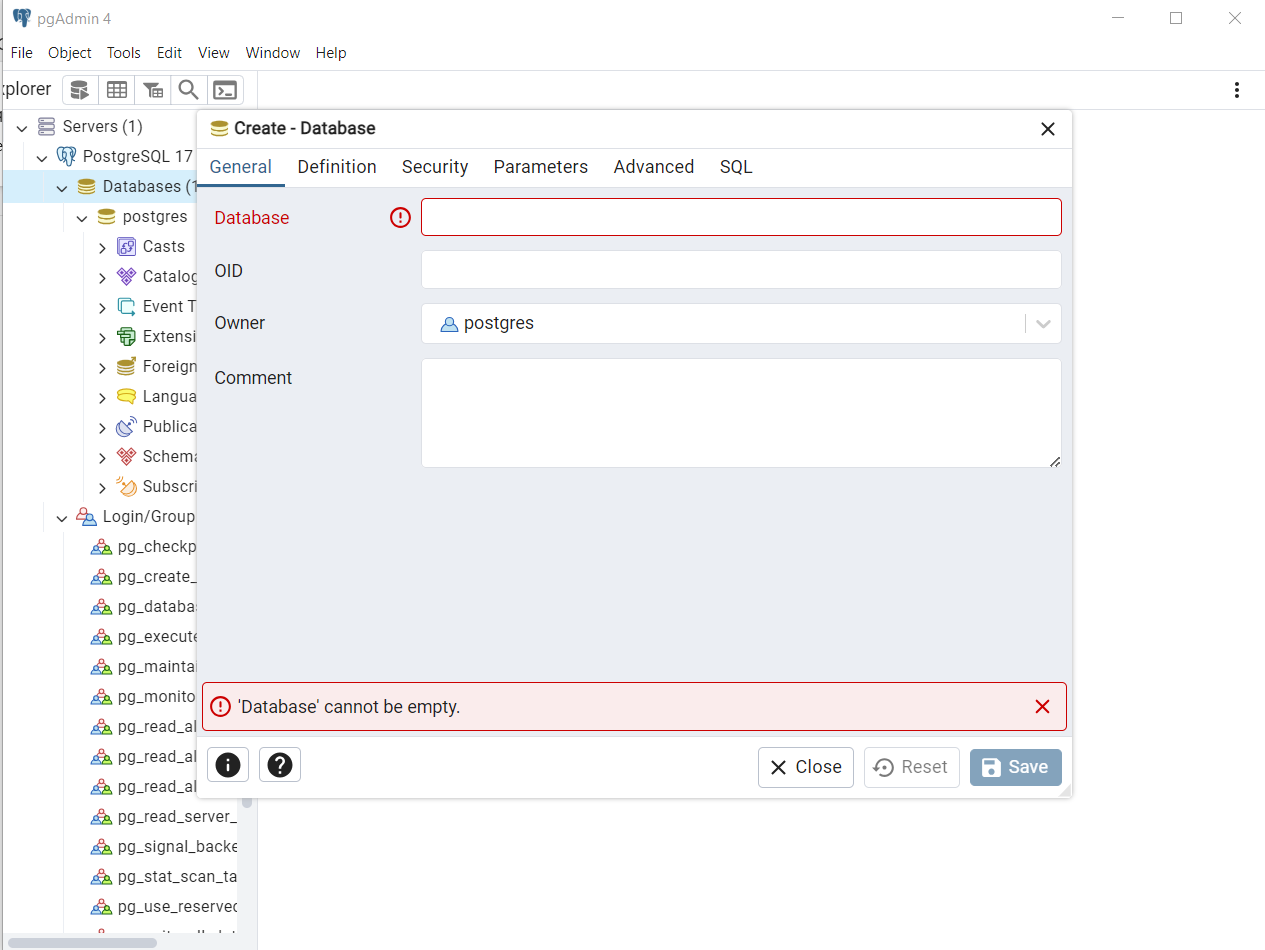 pgAdmin 4
File Object Tools Edit View Window Help
plorer
Servers (1)
PostgreSQL 17
Databases (1
postgres
Casts
Catalog
Event T
Extensi
Foreign
Langua
Publica
Schema
Subscri
Login/Group
pg_checkp
pg_create_
pg_databas
pg_execute
pg_maintai
pg_monito
pg_read_al
pg_read_al
pg_read_al
pg_read_server_
pg_signal_backe
pg_stat_scan_ta
pg_use_reserved
Create - Database
General Definition Security Parameters Advanced SQL
Database
OID
Owner postgres
Comment
'Database' cannot be empty.
Close Reset Save